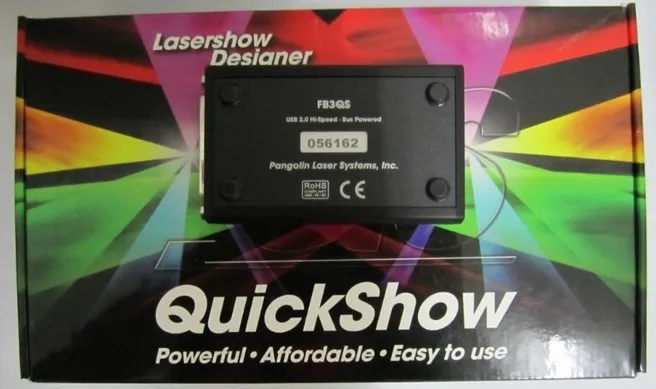 Lasershow
Designer
FB3QS
USB 2.0 Hi-Speed - Bus Powered
056162
Pangolin Laser Systems, Inc.
RoHS
COMPLIANT
CE
QuickShow
Powerful • Affordable • Easy to use